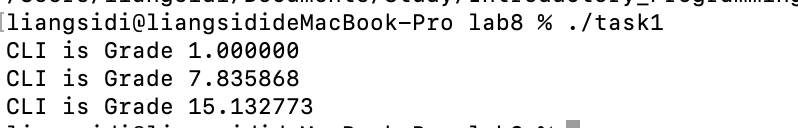 liangsidi@liangsidideMacBook-Pro lab8 % ./task1
CLI is Grade 1.000000
CLI is Grade 7.835868
CLI is Grade 15.132773